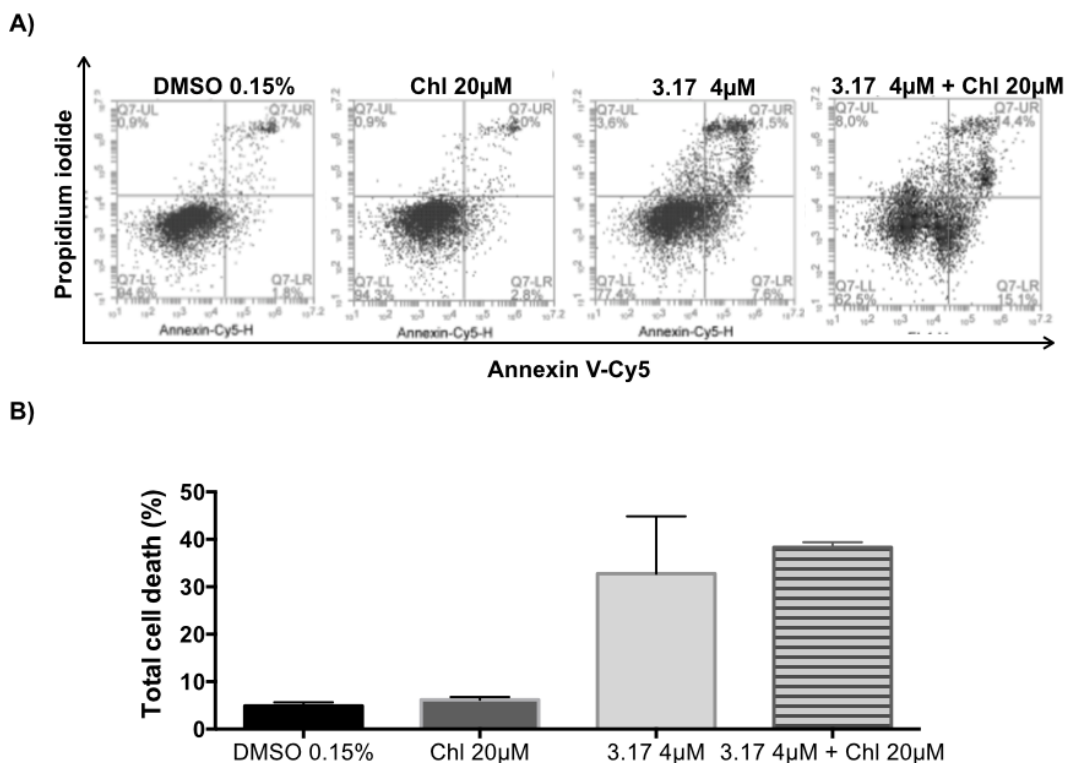 A)
DMSO 0.15% Chl 20µM 3.17 4µM 3.17 4µM + Chl 20µM
Propidium iodide
Q7-UL Q7-UR Q7-UL Q7-UR Q7-UL Q7-UR Q7-UL Q7-UR
0,9% 0,9% 3,6% 8,0% 14,4%
Q7-LL Q7-LR Q7-LL Q7-LR Q7-LL Q7-LR Q7-LL Q7-LR
94,6% 1,8% 94,3% 2,8% 77,4% 7,6% 62,5% 15,1%
Annexin-Cy5-H Annexin-Cy5-H Annexin-Cy5-H
Annexin V-Cy5
B)
Total cell death (%)
50
40
30
20
10
0
DMSO 0.15% Chl 20µM 3.17 4µM 3.17 4µM + Chl 20µM